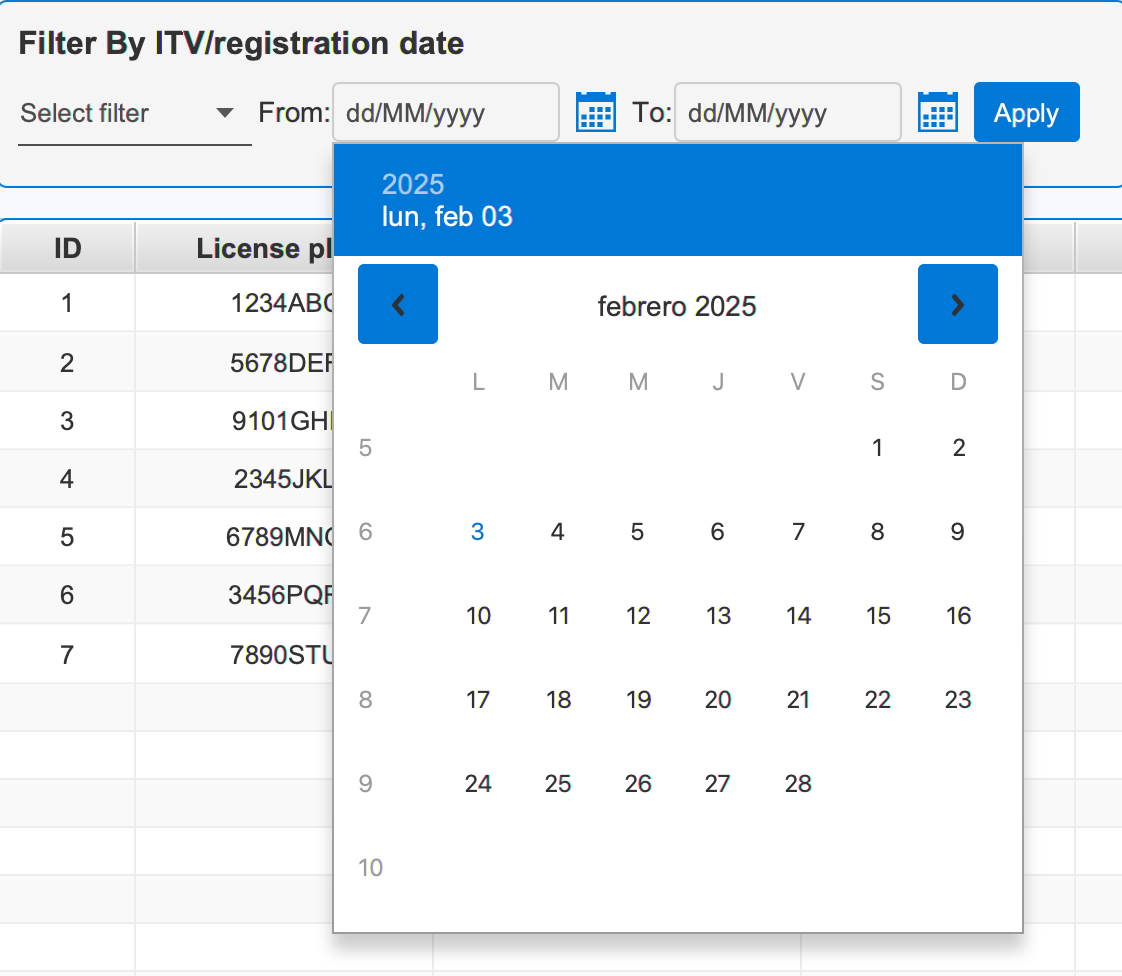 Filter By ITV/registration date
Select filter From: dd/MM/yyyy To: dd/MM/yyyy Apply
2025
lun, feb 03
febrero 2025
L M M J V S D
5 1 2
6 3 4 5 6 7 8 9
7 10 11 12 13 14 15 16
8 17 18 19 20 21 22 23
9 24 25 26 27 28
10
ID License pl
1 1234ABC
2 5678DEF
3 9101GH
4 2345JKL
5 6789MNO
6 3456PQR
7 7890STU